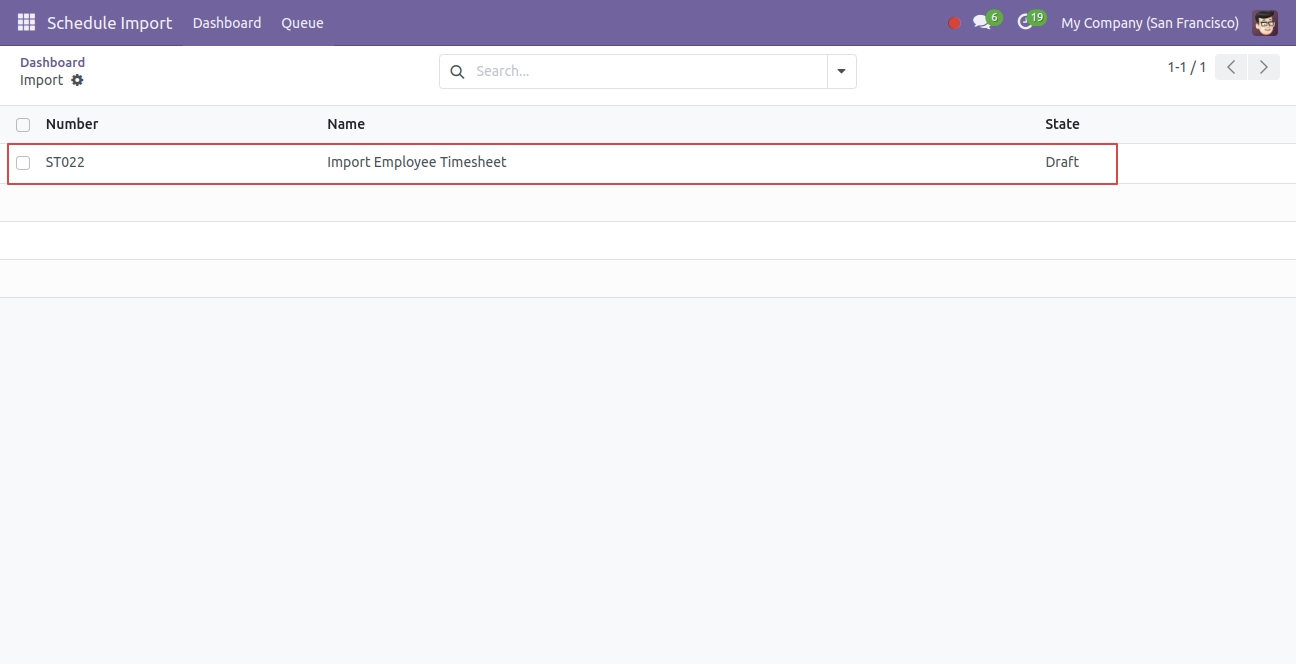 Schedule Import Dashboard Queue 6 19 My Company (San Francisco)
Dashboard
Import
Search...
1-1 / 1
Number Name State
ST022 Import Employee Timesheet Draft